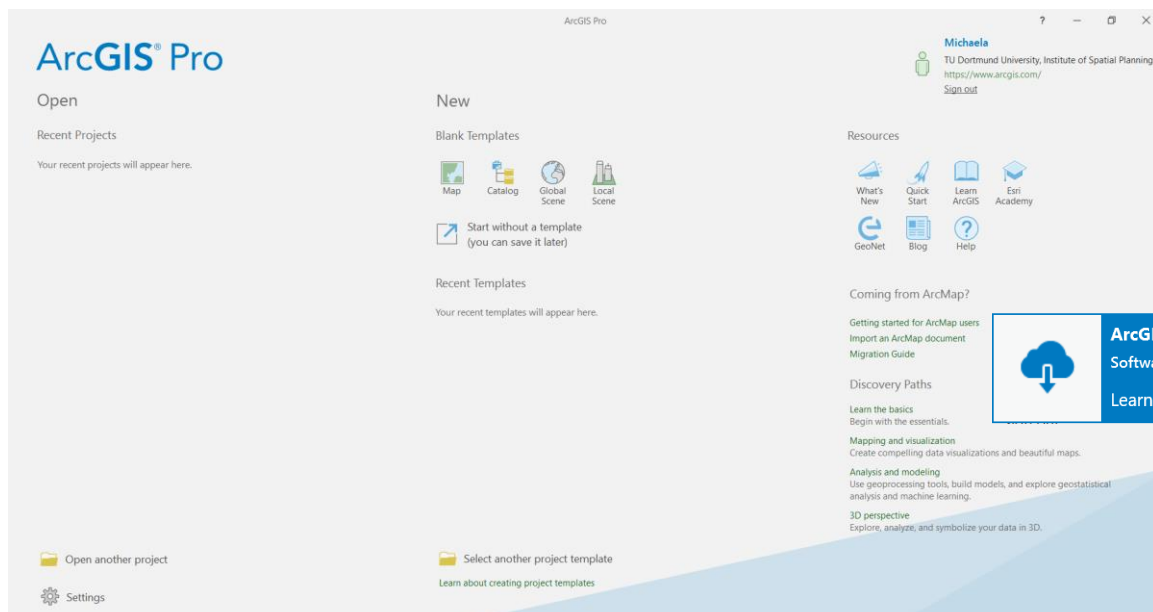 ArcGIS Pro
?
ArcGIS® Pro
Michaela
TU Dortmund University, Institute of Spatial Planning
https://www.arcgis.com/
Sign out
Open
Recent Projects
Your recent projects will appear here.
Open another project
Settings
New
Blank Templates
Map
Catalog
Global
Scene
Local
Scene
Start without a template
(you can save it later)
Recent Templates
Your recent templates will appear here.
Select another project template
Learn about creating project templates
Resources
What's
New
Quick
Start
Learn
ArcGIS
Esri
Academy
GeoNet
Blog
Help
Coming from ArcMap?
Getting started for ArcMap users
Import an ArcMap document
Migration Guide
Discovery Paths
Learn the basics
Begin with the essentials.
Mapping and visualization
Create compelling data visualizations and beautiful maps.
Analysis and modeling
Use geoprocessing tools, build models, and explore geostatistical
analysis and machine learning.
3D perspective
Explore, analyze, and symbolize your data in 3D.
Learn